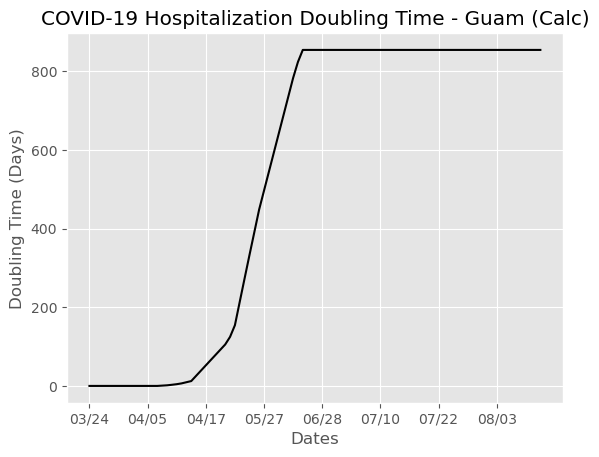 COVID-19 Hospitalization Doubling Time - Guam (Calc)
Doubling Time (Days)
800
600
400
200
0
03/24 04/05 04/17 05/27 06/28 07/10 07/22 08/03
Dates